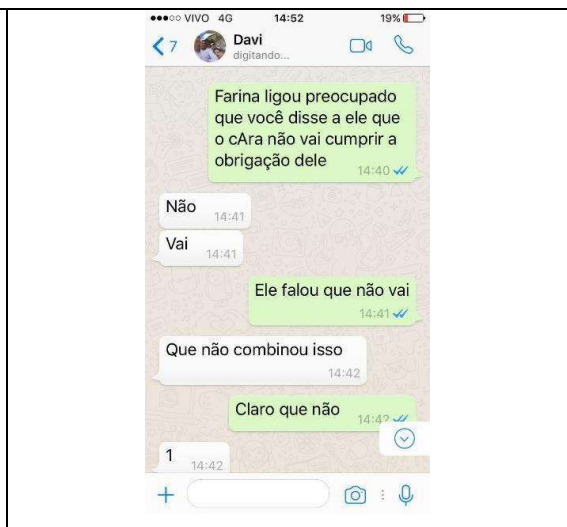 VIVO 4G 14:52 19%
7 Davi
digitando...
Farina ligou preocupado
que você disse a ele que
o cAra não vai cumprir a
obrigação dele
14:40
Não
14:41
Vai
14:41
Ele falou que não vai
14:41
Que não combinou isso
14:42
Claro que não
14:42
1
14:42